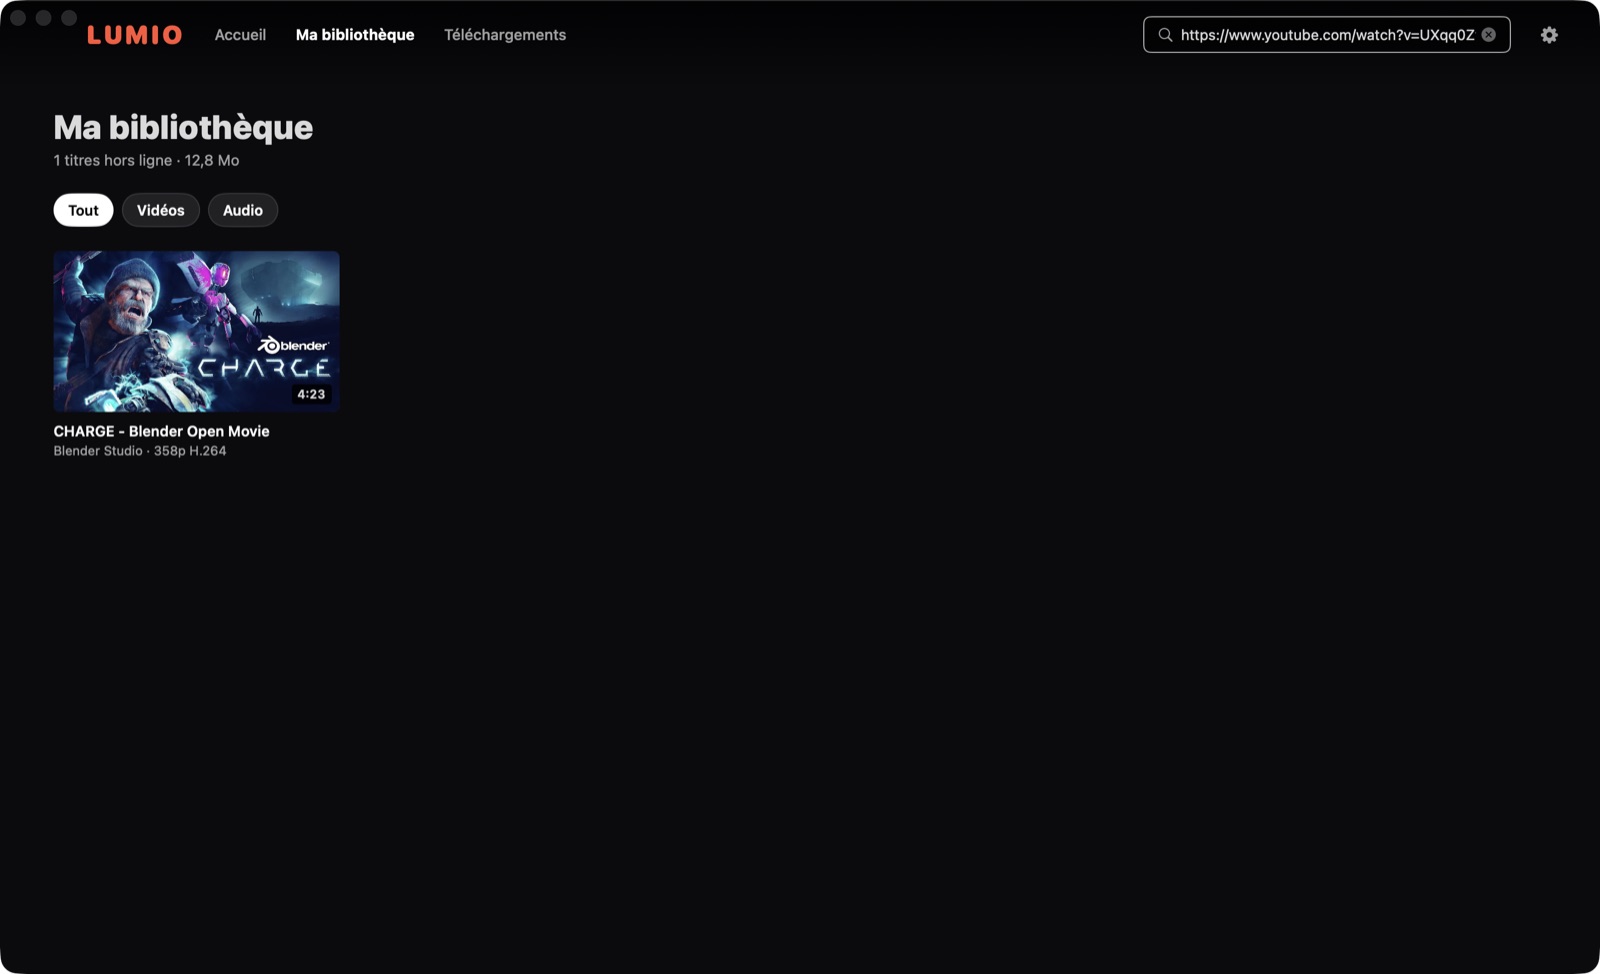 LUMIO
Accueil
Ma bibliothèque
Téléchargements
https://www.youtube.com/watch?v=UXqq0Z
Ma bibliothèque
1 titres hors ligne · 12,8 Mo
Tout
Vidéos
Audio
blender
CHARGE
4:23
CHARGE - Blender Open Movie
Blender Studio · 358p H.264